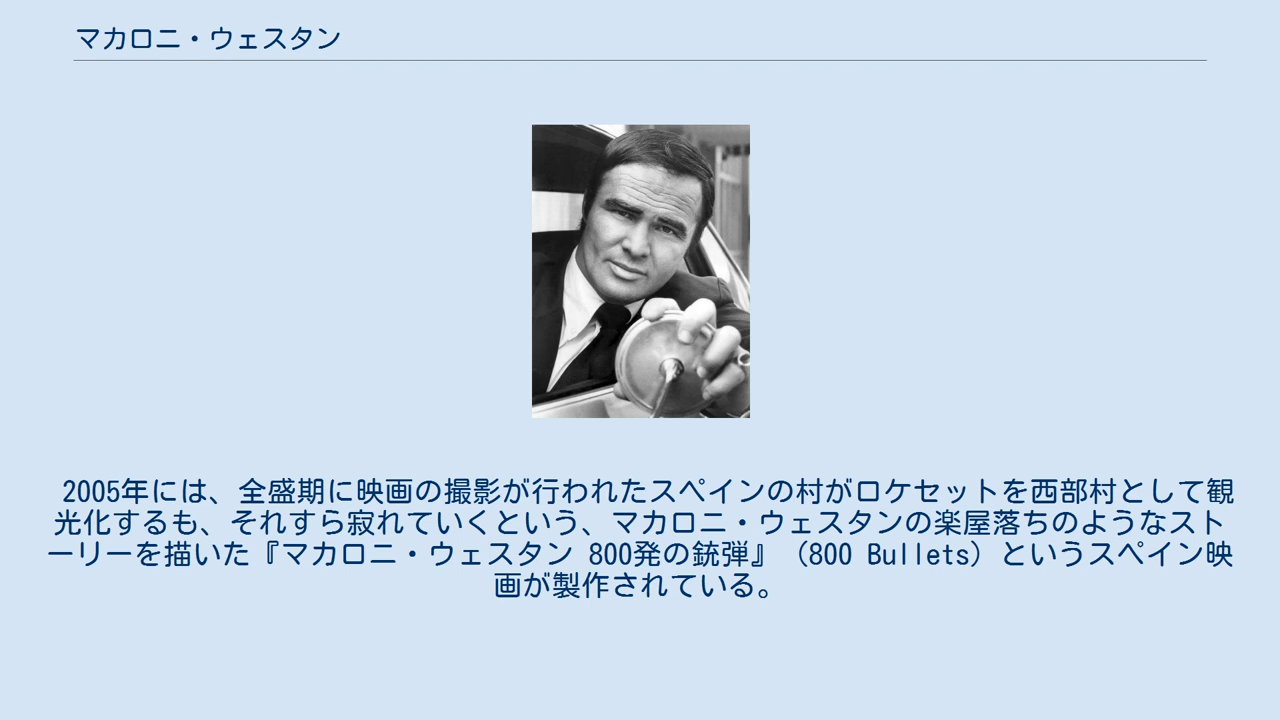 マカロニ・ウェスタン
2005年には、全盛期に映画の撮影が行われたスペインの村がロケセットを西部村として観
光化するも、それすら寂れていくという、マカロニ・ウェスタンの楽屋落ちのようなスト
ーリーを描いた『マカロニ・ウェスタン 800発の銃弾』（800 Bullets）というスペイン映
画が製作されている。